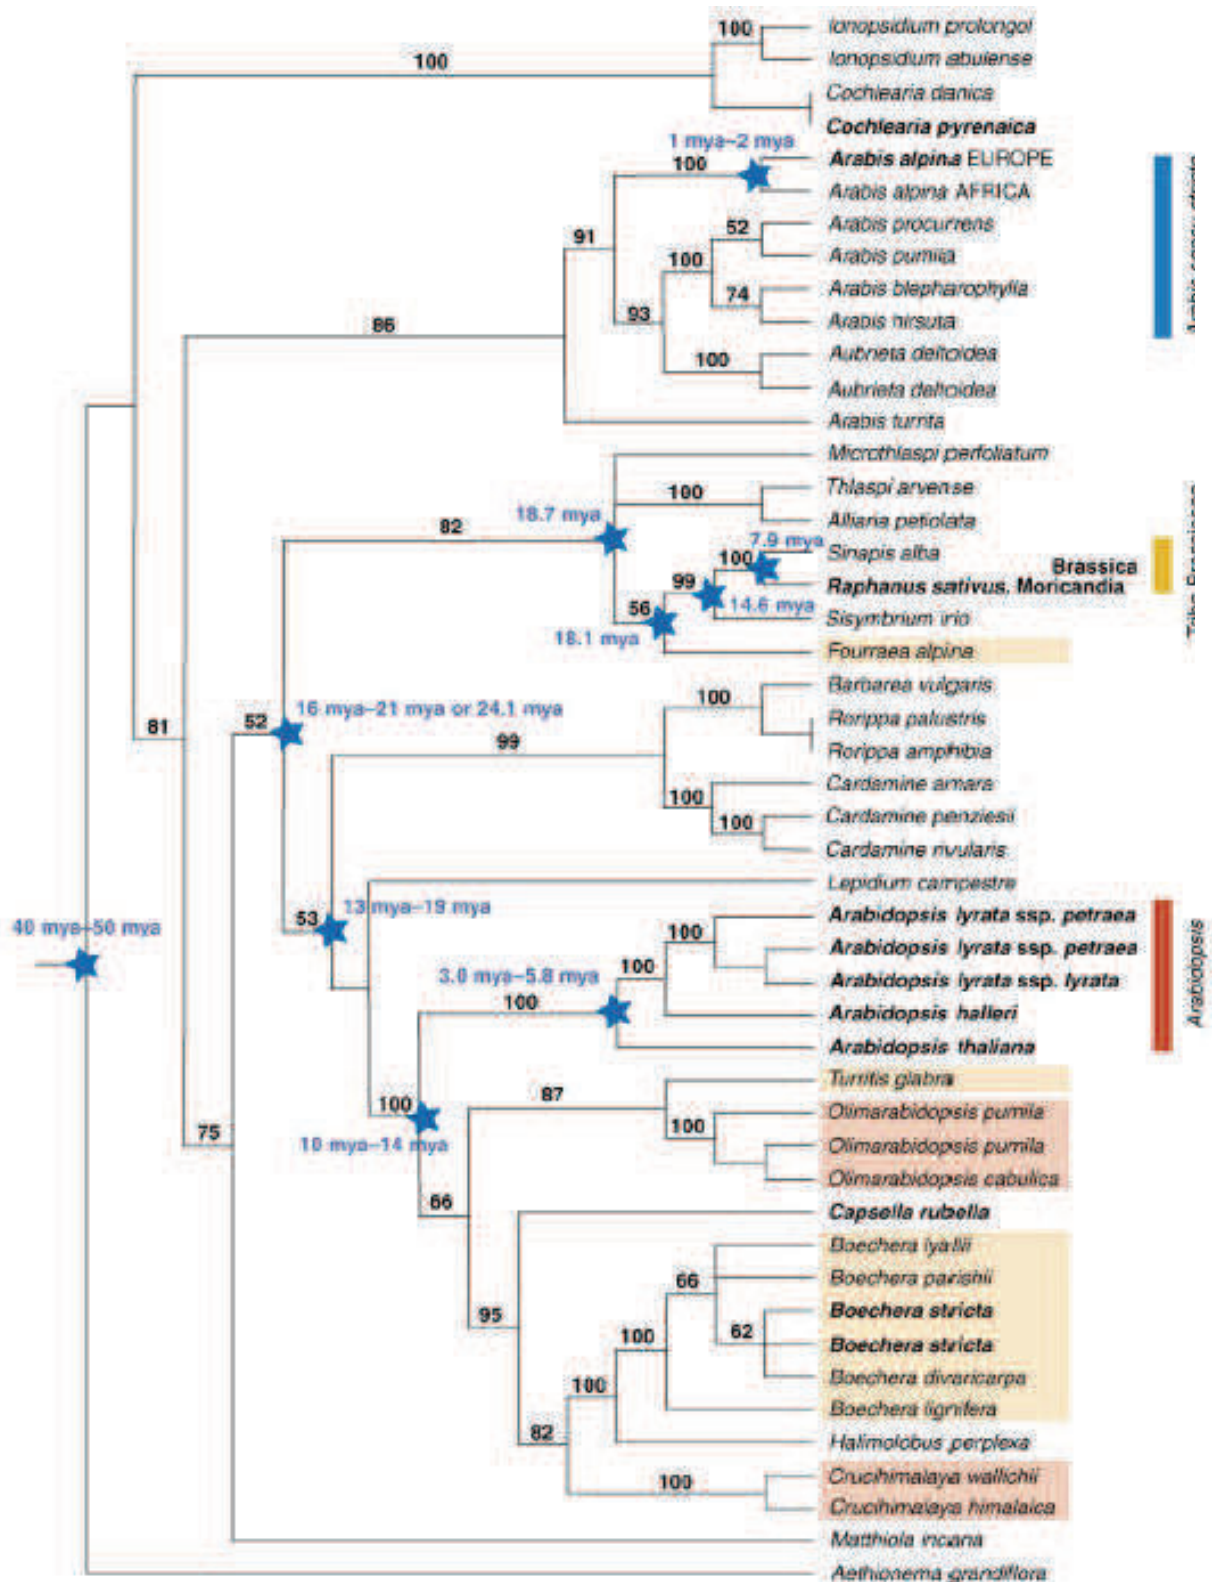 100
Ionopsidium prolongoi
Ionopsidium abulense
100
Cochlearia danica
Cochlearia pyrenaica
1 mya–2 mya
Arabis alpina EUROPE
100
Arabis alpina AFRICA
Arabis procurrens
52
91
Arabis pumila
100
Arabis blepharophylla
74
93
Arabis hirsuta
86
Aubrieta deltoidea
100
Aubrieta deltoidea
Arabis turrita
Microthlaspi perfoliatum
Thlaspi arvense
100
18.7 mya
Alliaria petiolata
82
7.9 mya
Sinapis alba
100
Brassica
99
Raphanus sativus, Moricandia
14.6 mya
56
Sisymbrium irio
18.1 mya
Fourraea alpina
Barbarea vulgaris
100
16 mya–21 mya or 24.1 mya
52
Rorippa palustris
81
99
Rorippa amphibia
Cardamine amara
100
Cardamine penziesii
100
Cardamine rivularis
Lepidium campestre
13 mya–19 mya
53
40 mya–50 mya
Arabidopsis lyrata ssp. petraea
100
Arabidopsis lyrata ssp. petraea
100
3.0 mya–5.8 mya
Arabidopsis lyrata ssp. lyrata
100
Arabidopsis halleri
Arabidopsis thaliana
Arabidopsis
Turritis glabra
87
100
Olimarabidopsis pumila
100
75
10 mya–14 mya
Olimarabidopsis pumila
Olimarabidopsis cabulica
66
Capsella rubella
Boechera lyallii
66
Boechera parishii
95
Boechera stricta
100
62
Boechera stricta
Boechera divaricarpa
100
Boechera lignifera
82
Halimolobus perplexa
100
Crucihimalaya wallichii
Crucihimalaya himalaica
Matthiola incana
Aethionema grandiflora